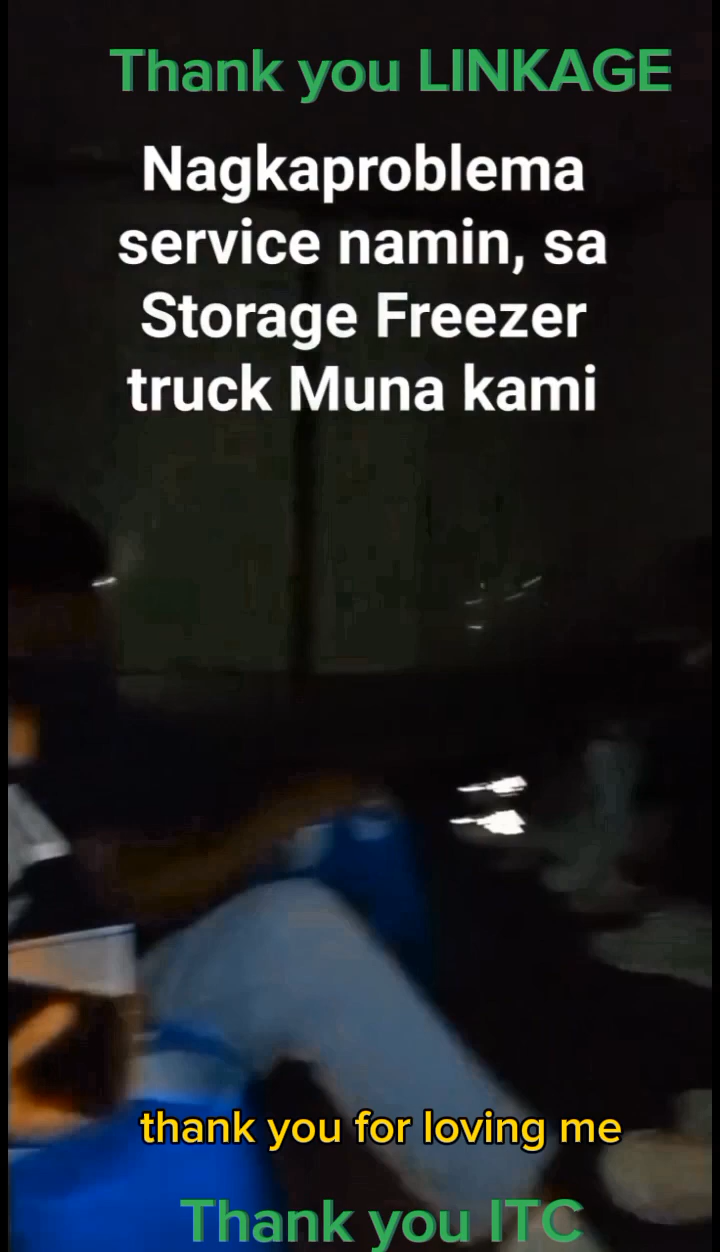 Thank you LINKAGE
Nagkaproblema
service namin, sa
Storage Freezer
truck Muna kami
thank you for loving me
Thank you ITC